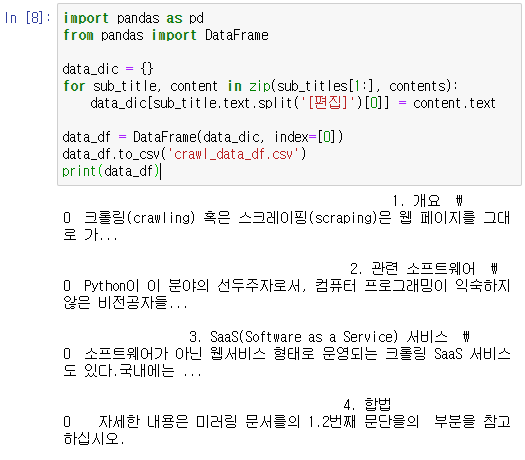 In [8]:
import pandas as pd
from pandas import DataFrame
data_dic = {}
for sub_title, content in zip(sub_titles[1:], contents):
    data_dic[sub_title.text.split('[편집]')[0]] = content.text
data_df = DataFrame(data_dic, index=[0])
data_df.to_csv('crawl_data_df.csv')
print(data_df)
1. 개요  ₩
0  크롤링(crawling) 혹은 스크레이핑(scraping)은 웹 페이지를 그대
로 가...
2. 관련 소프트웨어  ₩
0  Python이 이 분야의 선두주자로서, 컴퓨터 프로그래밍이 익숙하지
않은 비전공자들...
3. SaaS(Software as a Service) 서비스  ₩
0  소프트웨어가 아닌 웹서비스 형태로 운영되는 크롤링 SaaS 서비스
도 있다.국내에는 ...
4. 합법
0    자세한 내용은 미러링 문서를의 1.2번째 문단을의  부분을 참고
하십시오.